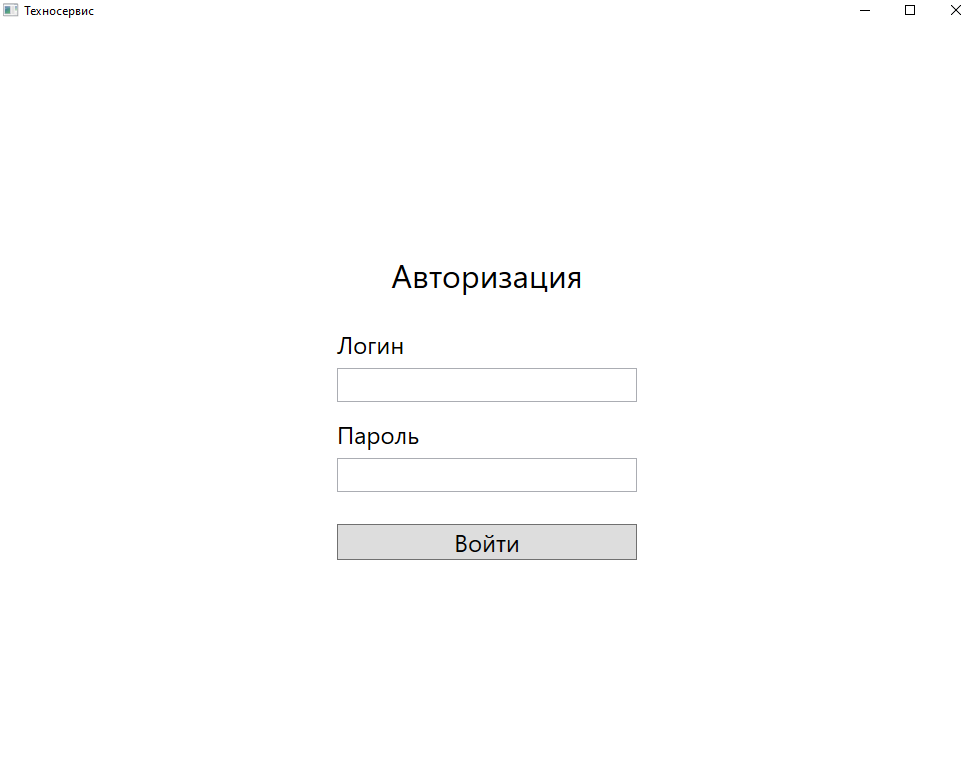 Техносервис
Авторизация
Логин
Пароль
Войти